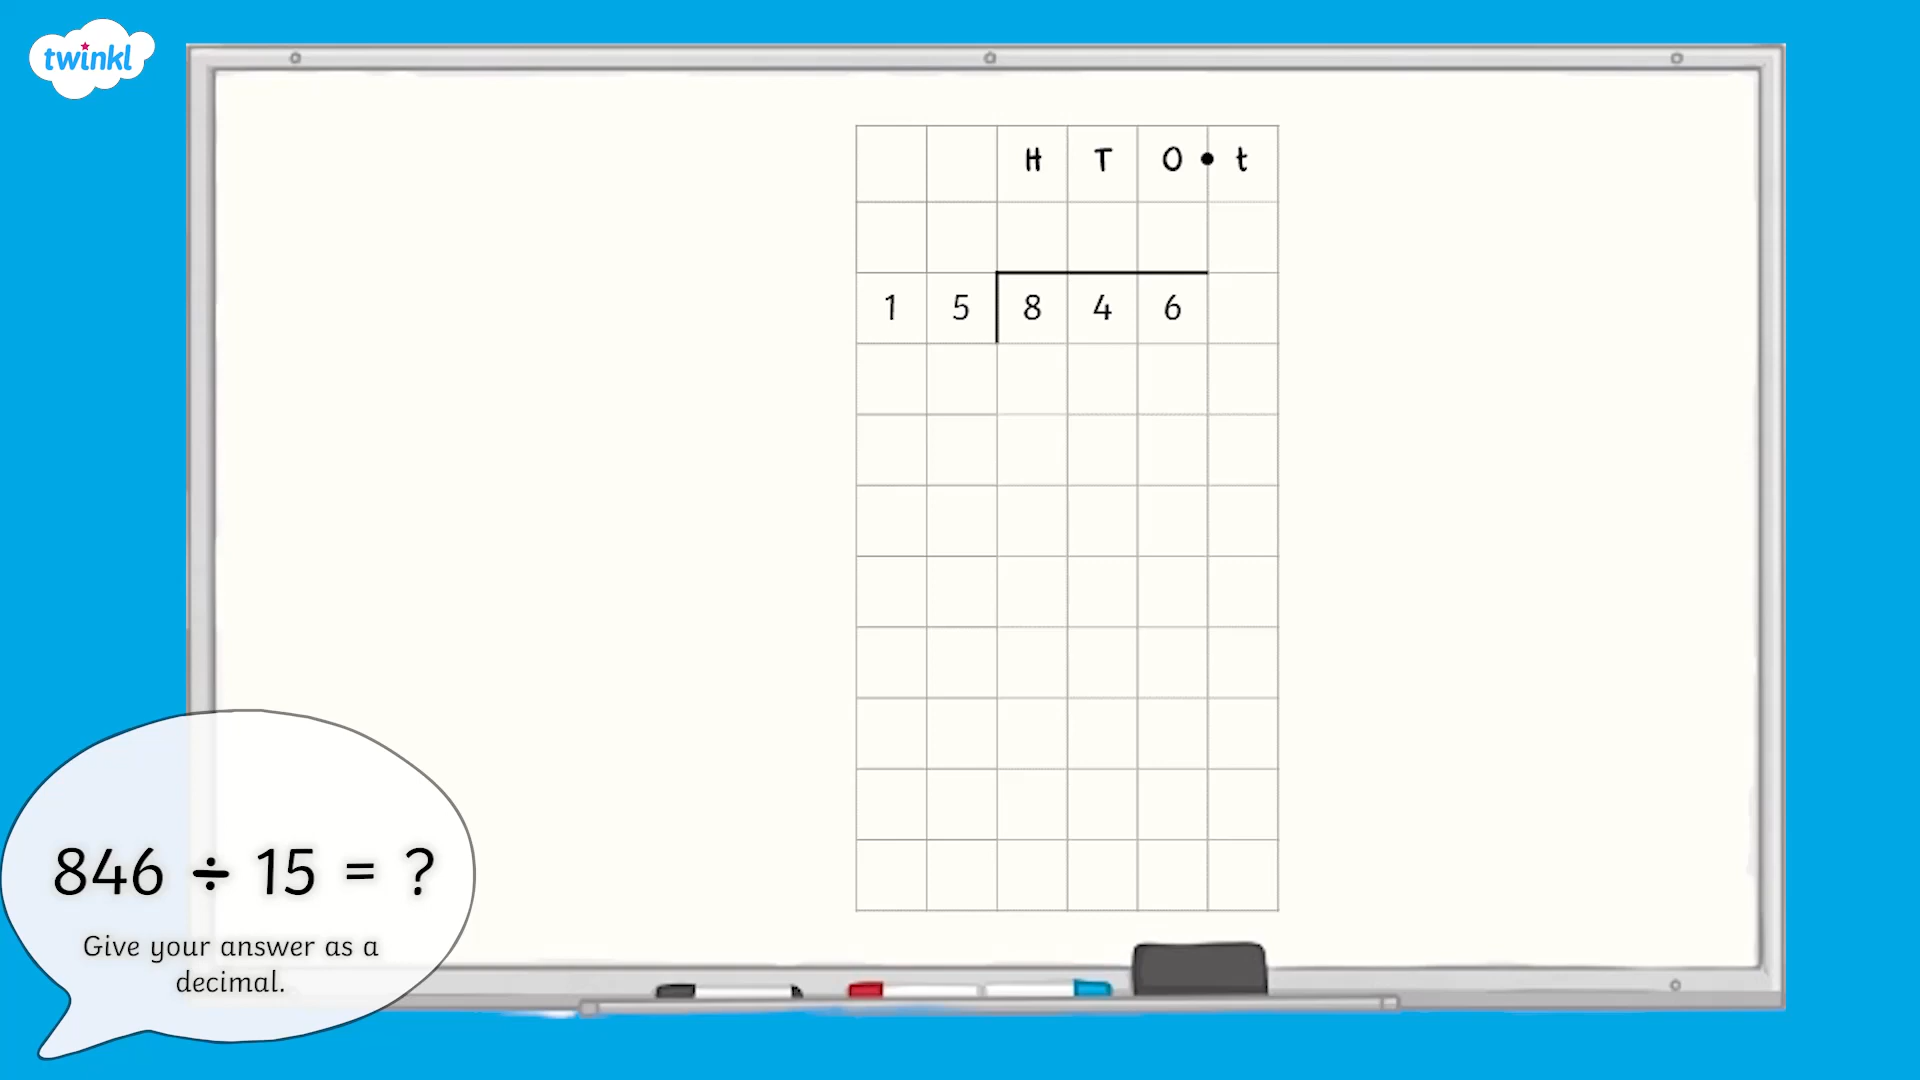 twinkl
H T O • t
1 5 8 4 6
846 ÷ 15 = ?
Give your answer as a
decimal.